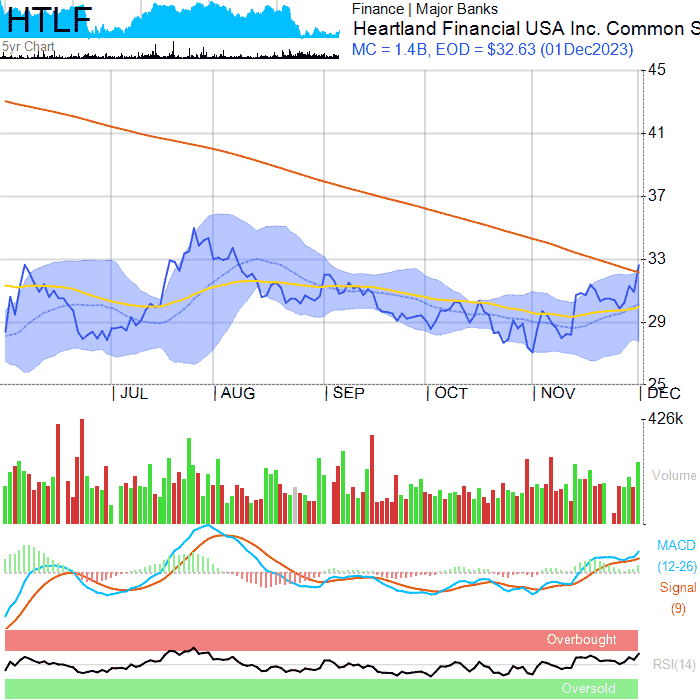 HTLF
5yr Chart
Finance | Major Banks
Heartland Financial USA Inc. Common S
MC = 1.4B, EOD = $32.63 (01Dec2023)
45
41
37
33
29
25
JUL AUG SEP OCT NOV DEC
426k
Volume
MACD
(12-26)
Signal
(9)
Overbought
RSI(14)
Oversold